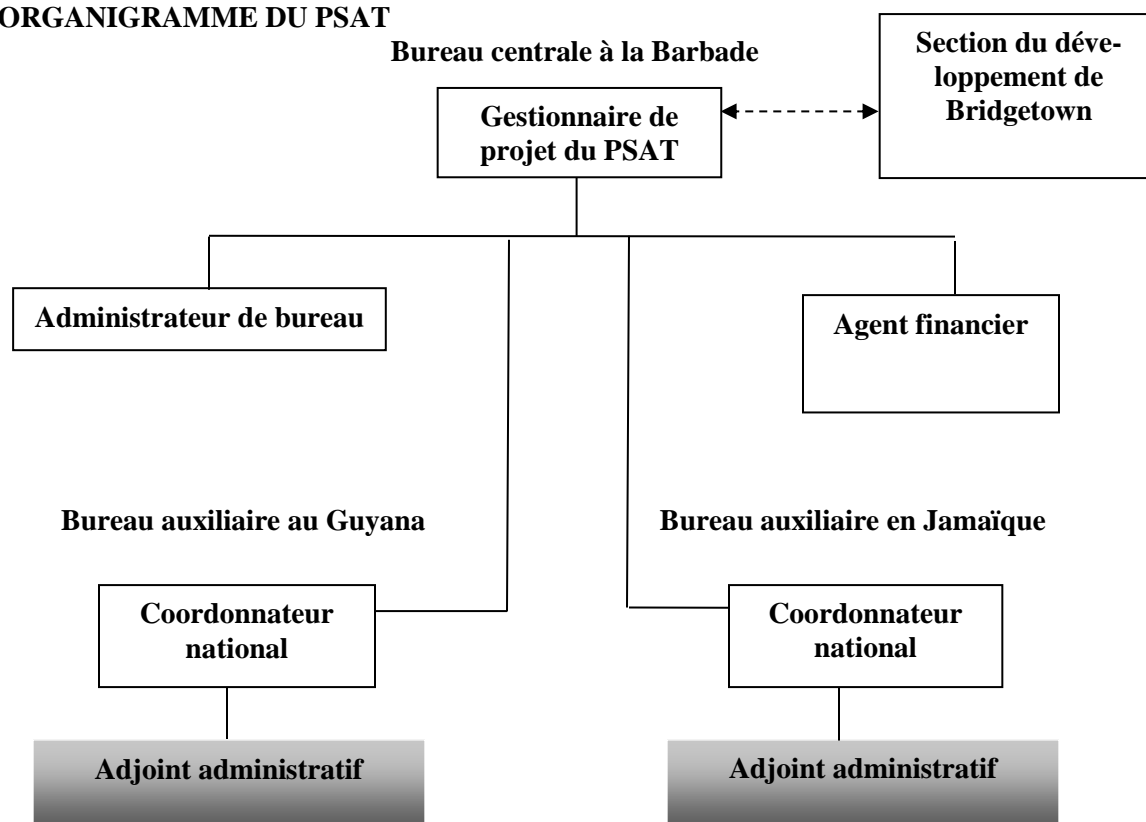 ORGANIGRAMME DU PSAT
Bureau centrale à la Barbade
Section du déve-
loppement de
Bridgetown
Gestionnaire de
projet du PSAT
Administrateur de bureau
Agent financier
Bureau auxiliaire au Guyana
Bureau auxiliaire en Jamaïque
Coordonnateur
national
Coordonnateur
national
Adjoint administratif
Adjoint administratif